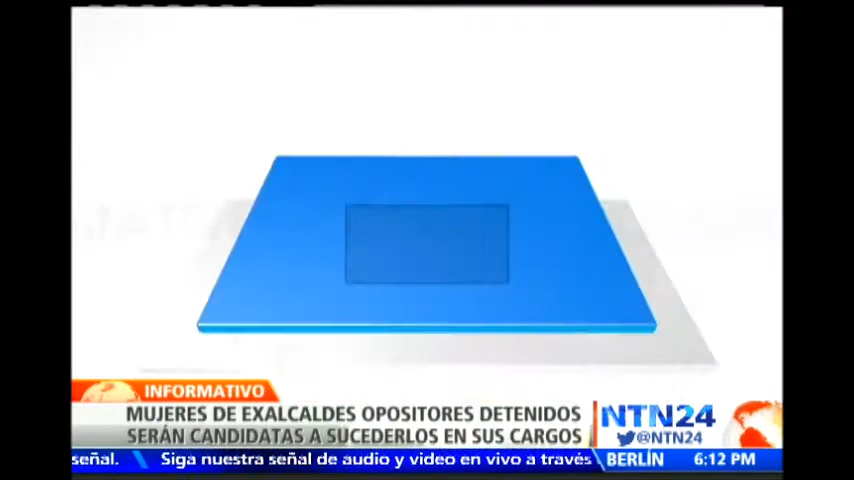 INFORMATIVO
MUJERES DE EXALCALDES OPOSITORES DETENIDOS
SERÁN CANDIDATAS A SUCEDERLOS EN SUS CARGOS
NTN24
@NTN24
señal.
Siga nuestra señal de audio y video en vivo a través
BERLÍN
6:12 PM